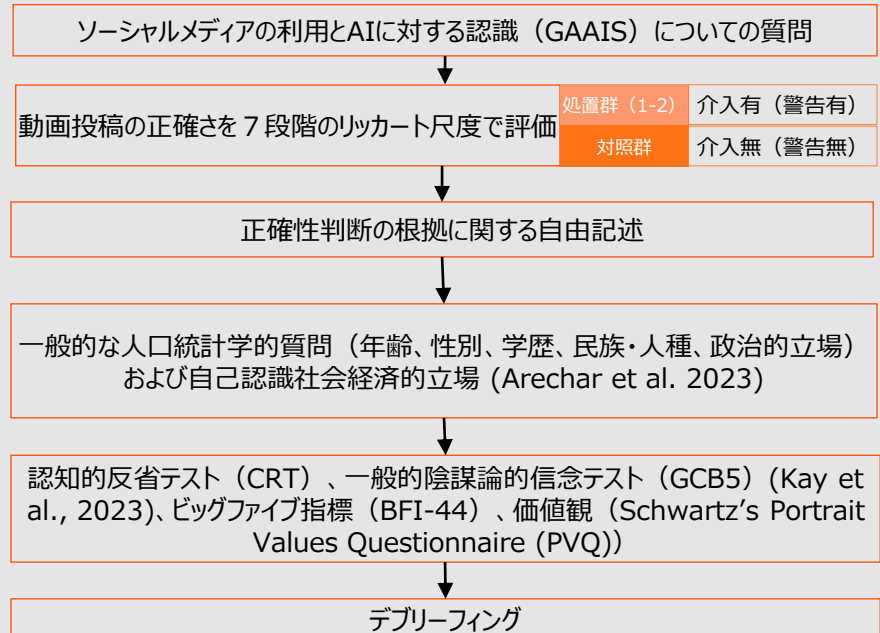 ソーシャルメディアの利用とAIに対する認識（GAAIS）についての質問
動画投稿の正確さを７段階のリッカート尺度で評価
処置群（1-2）
介入有（警告有）
対照群
介入無（警告無）
正確性判断の根拠に関する自由記述
一般的な人口統計学的質問（年齢、性別、学歴、民族・人種、政治的立場）
および自己認識社会経済的立場 (Arechar et al. 2023)
認知的反省テスト（CRT）、一般的陰謀論的信念テスト（GCB5）(Kay et
al., 2023)、ビッグファイブ指標（BFI-44）、価値観（Schwartz’s Portrait
Values Questionnaire (PVQ)）
デブリーフィング